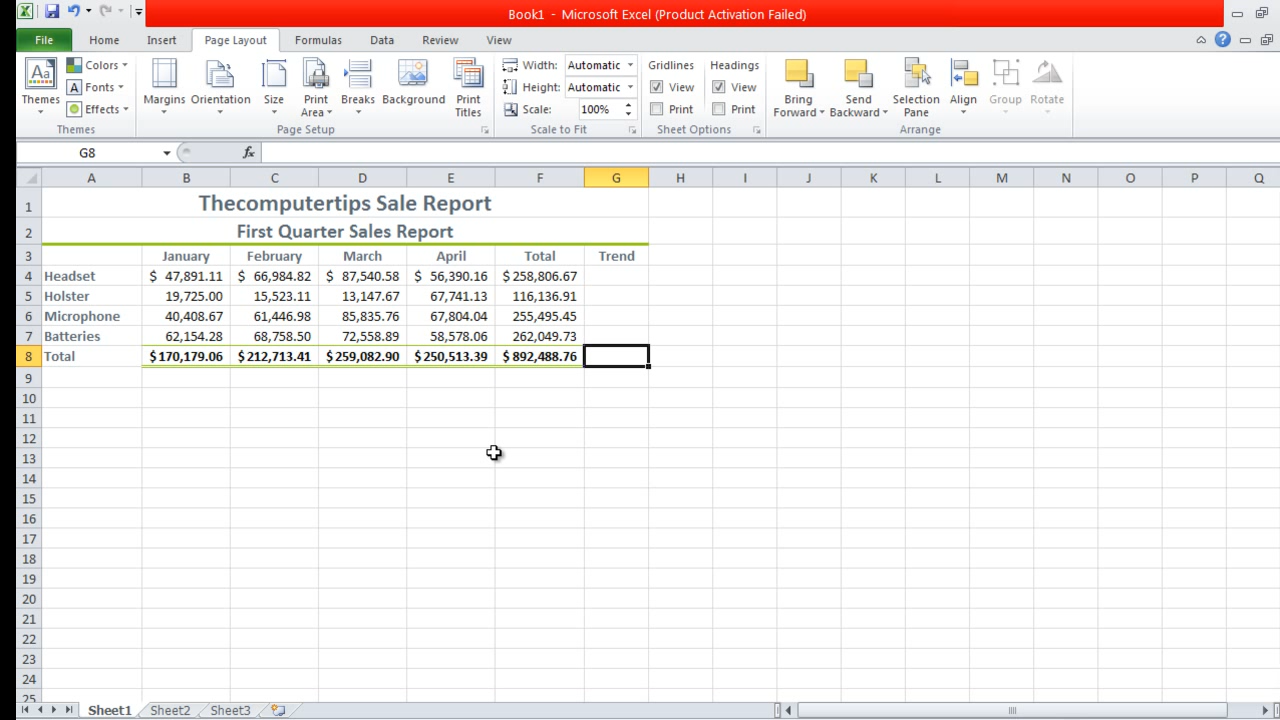 Book1 - Microsoft Excel (Product Activation Failed)
File Home Insert Page Layout Formulas Data Review View
Themes Colors Fonts Effects Themes
Margins Orientation Size Print Area Breaks Background Print Titles Page Setup
Width: Automatic
Height: Automatic
Scale: 100%
Scale to Fit
Gridlines Headings
View View
Print Print
Sheet Options
Bring Forward Send Backward Selection Pane Align Group Rotate
Arrange
G8 fx
A B C D E F G H I J K L M N O P Q
1 Thecomputertips Sale Report
2 First Quarter Sales Report
3 January February March April Total Trend
4 Headset $ 47,891.11 $ 66,984.82 $ 87,540.58 $ 56,390.16 $ 258,806.67
5 Holster 19,725.00 15,523.11 13,147.67 67,741.13 116,136.91
6 Microphone 40,408.67 61,446.98 85,835.76 67,804.04 255,495.45
7 Batteries 62,154.28 68,758.50 72,558.89 58,578.06 262,049.73
8 Total $170,179.06 $212,713.41 $259,082.90 $250,513.39 $892,488.76
9
10
11
12
13
14
15
16
17
18
19
20
21
22
23
24
25
Sheet1 Sheet2 Sheet3